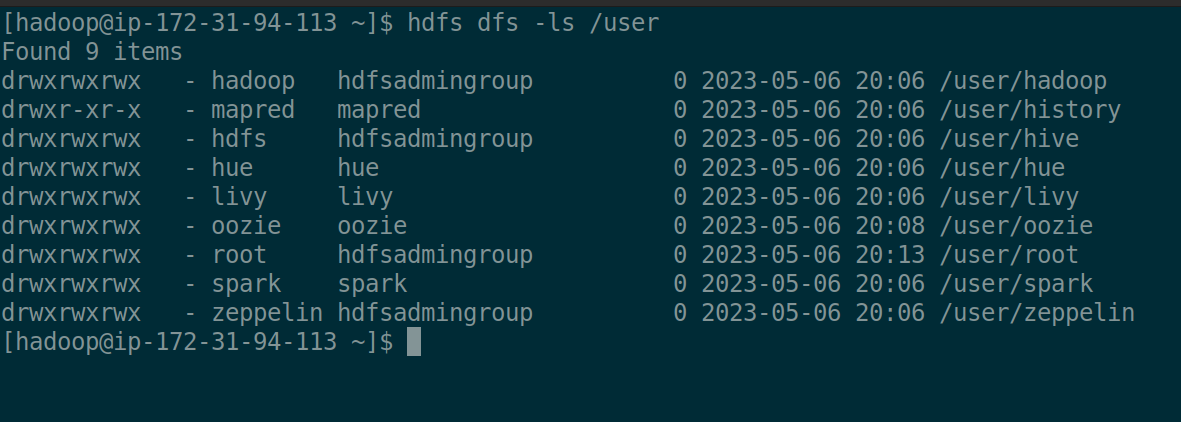 [hadoop@ip-172-31-94-113 ~]$ hdfs dfs -ls /user
Found 9 items
drwxrwxrwx   - hadoop   hdfsadmingroup          0 2023-05-06 20:06 /user/hadoop
drwxr-xr-x   - mapred   mapred                  0 2023-05-06 20:06 /user/history
drwxrwxrwx   - hdfs     hdfsadmingroup          0 2023-05-06 20:06 /user/hive
drwxrwxrwx   - hue      hue                     0 2023-05-06 20:06 /user/hue
drwxrwxrwx   - livy     livy                    0 2023-05-06 20:06 /user/livy
drwxrwxrwx   - oozie    oozie                   0 2023-05-06 20:08 /user/oozie
drwxrwxrwx   - root     hdfsadmingroup          0 2023-05-06 20:13 /user/root
drwxrwxrwx   - spark    spark                   0 2023-05-06 20:06 /user/spark
drwxrwxrwx   - zeppelin hdfsadmingroup          0 2023-05-06 20:06 /user/zeppelin
[hadoop@ip-172-31-94-113 ~]$